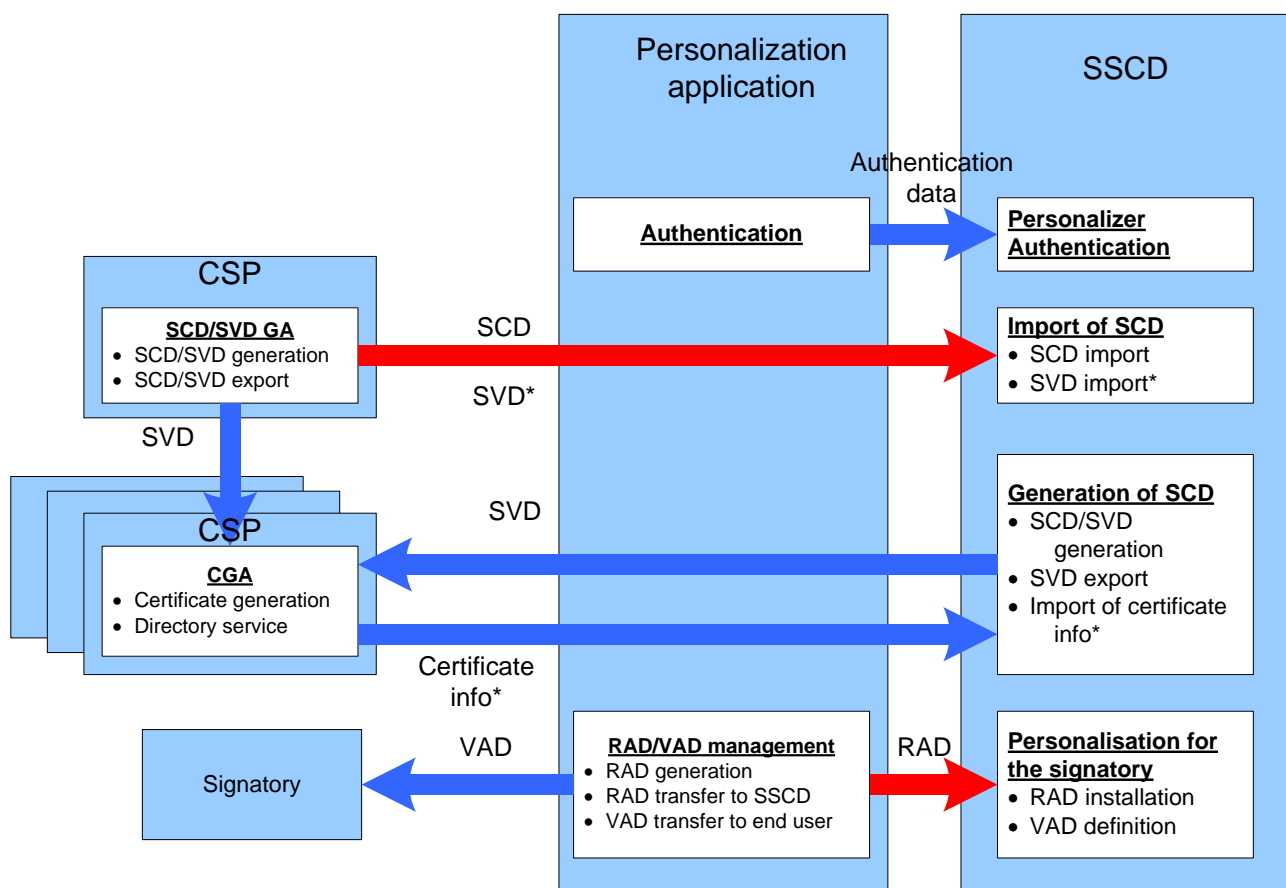 Personalization
application
SSCD
Authentication
data
Authentication
Personalizer
Authentication
CSP
SCD/SVD GA
• SCD/SVD generation
• SCD/SVD export
SCD
SVD*
Import of SCD
• SCD import
• SVD import*
SVD
CSP
CGA
• Certificate generation
• Directory service
SVD
Generation of SCD
• SCD/SVD
generation
• SVD export
• Import of certificate
info*
Certificate
info*
Signatory
VAD
RAD/VAD management
• RAD generation
• RAD transfer to SSCD
• VAD transfer to end user
RAD
Personalisation for
the signatory
• RAD installation
• VAD definition